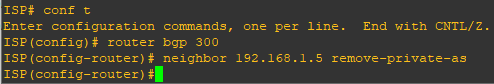 ISP# conf t
Enter configuration commands, one per line.  End with CNTL/Z.
ISP(config)# router bgp 300
ISP(config-router)# neighbor 192.168.1.5 remove-private-as
ISP(config-router)#